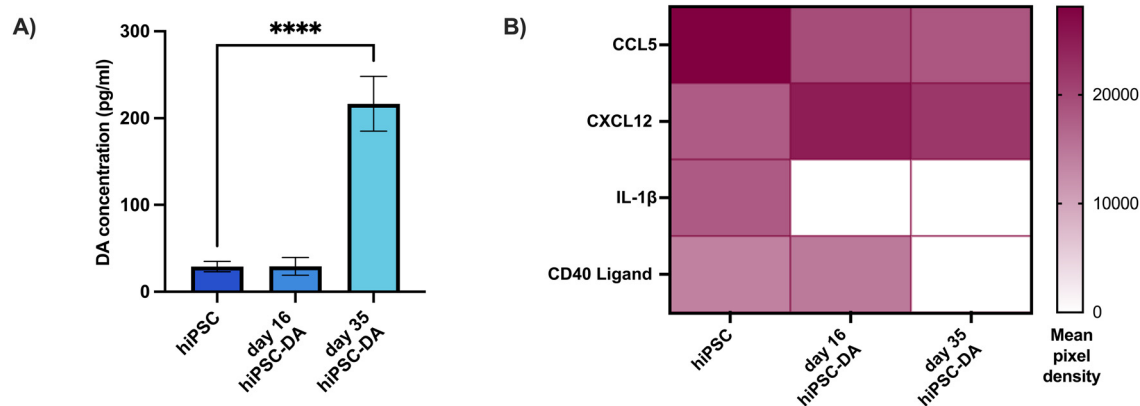 A)
DA concentration (pg/ml)
300
200
100
0
****
hiPSC
day 16
hiPSC-DA
day 35
hiPSC-DA
B)
CCL5
CXCL12
IL-1β
CD40 Ligand
hiPSC
day 16
hiPSC-DA
day 35
hiPSC-DA
20000
10000
0
Mean
pixel
density